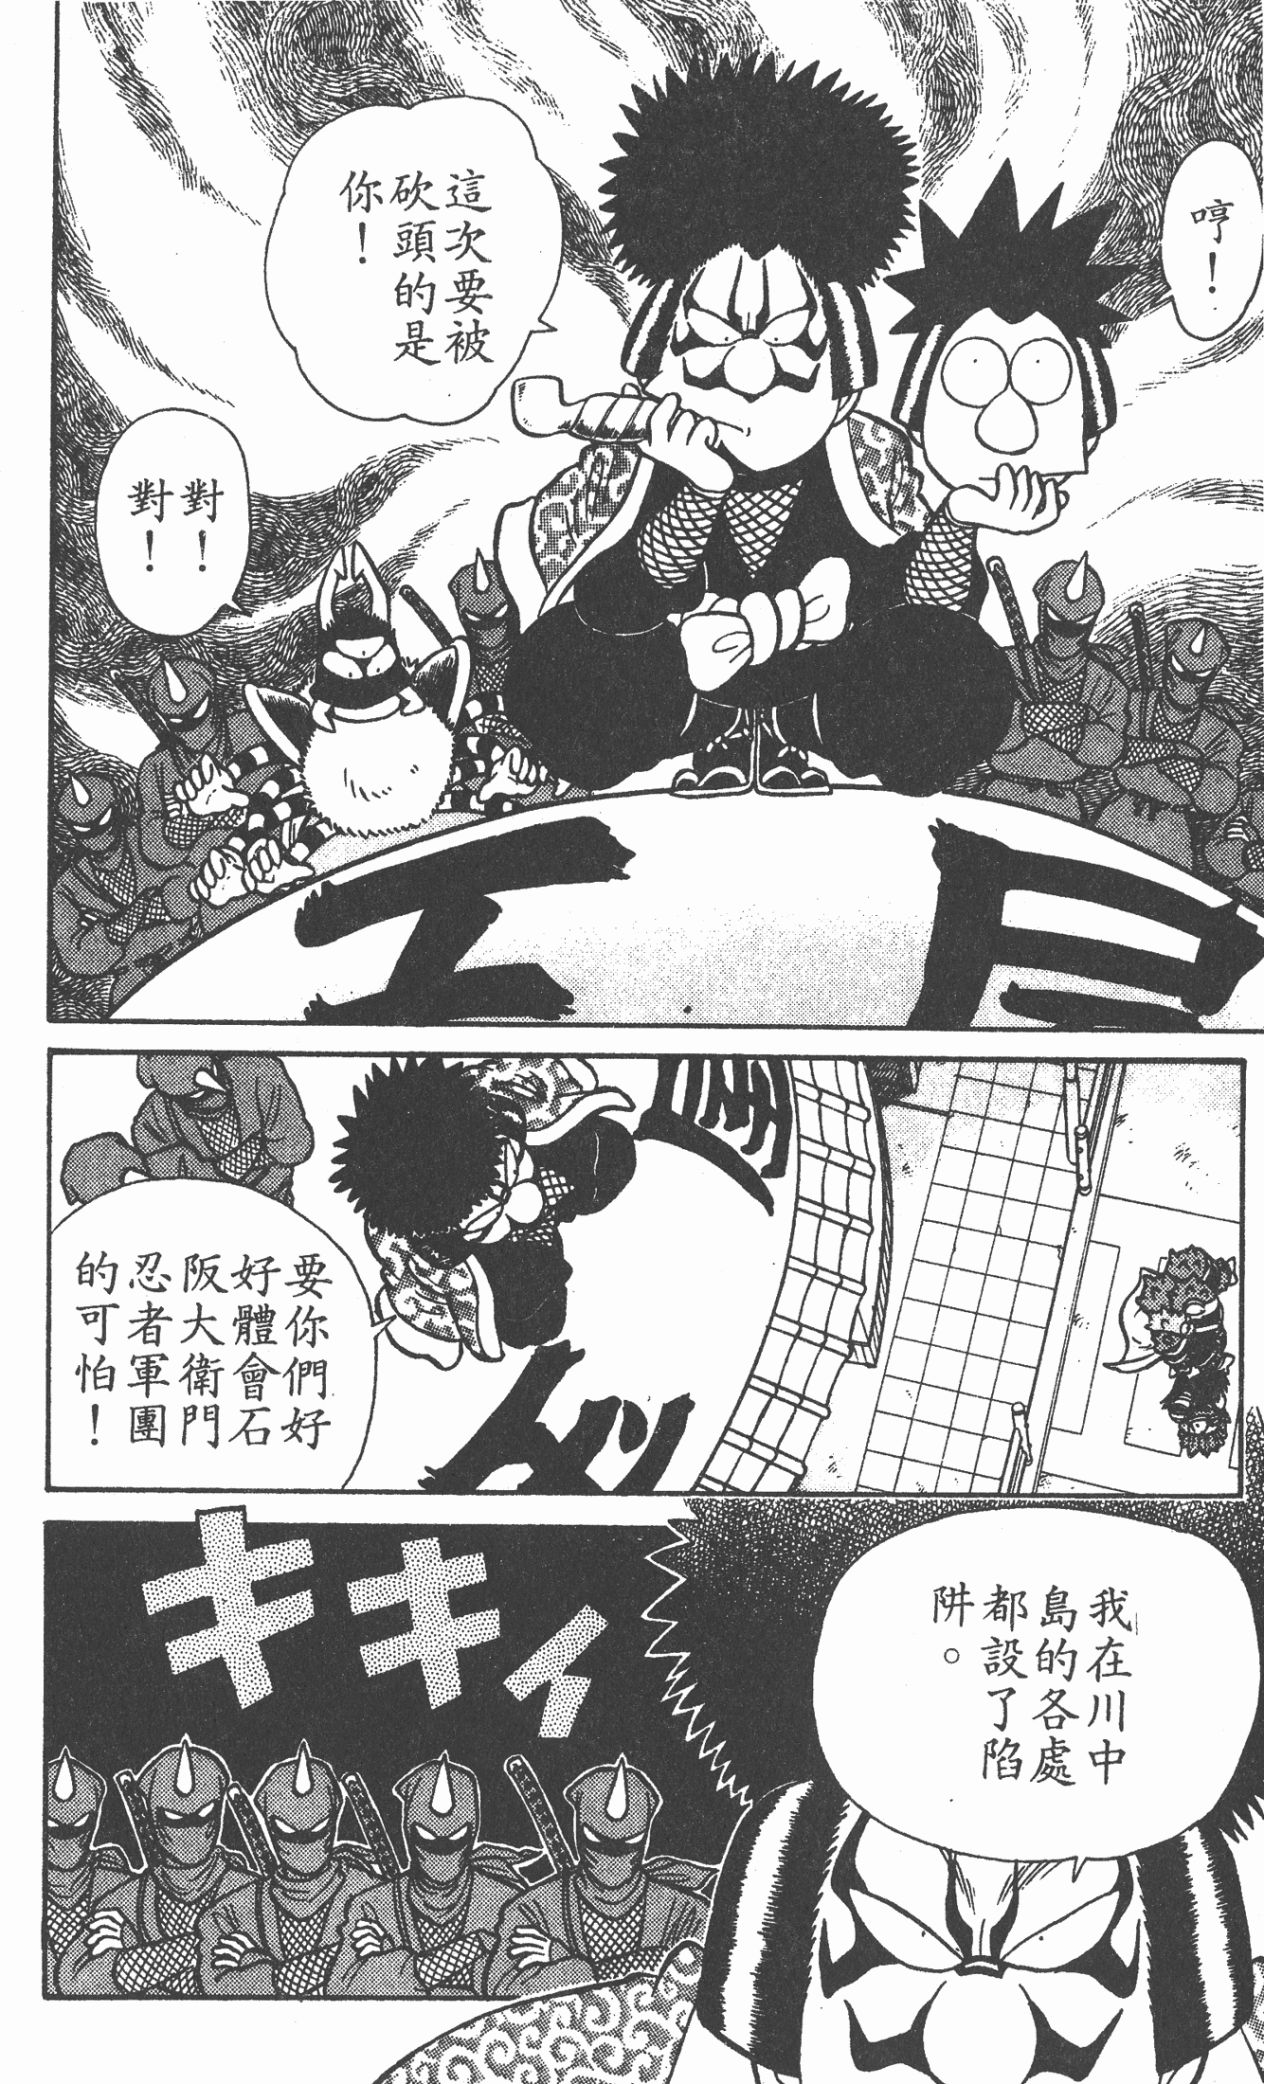 哼！
這次要被
砍頭的是
你！
對！
對！
要你們好
好體會石
阪大衛門
忍者軍團
的可怕！
我在川中
島的各處
都設了陷
阱。
キキィ